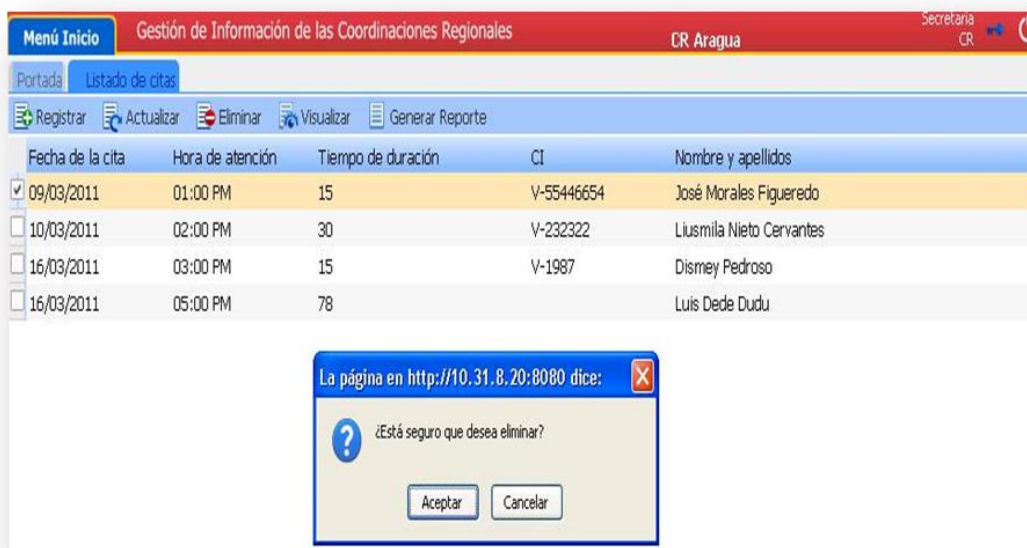 Menú Inicio Gestión de Información de las Coordinaciones Regionales CR Aragua Secretaria CR
Portada Listado de citas
Registrar Actualizar Eliminar Visualizar Generar Reporte
Fecha de la cita Hora de atención Tiempo de duración CI Nombre y apellidos
09/03/2011 01:00 PM 15 V-55446654 José Morales Figueredo
10/03/2011 02:00 PM 30 V-232322 Liusmila Nieto Cervantes
16/03/2011 03:00 PM 15 V-1987 Dismey Pedroso
16/03/2011 05:00 PM 78 Luis Dede Dudu
La página en http://10.31.8.20:8080 dice:
¿Está seguro que desea eliminar?
Aceptar Cancelar